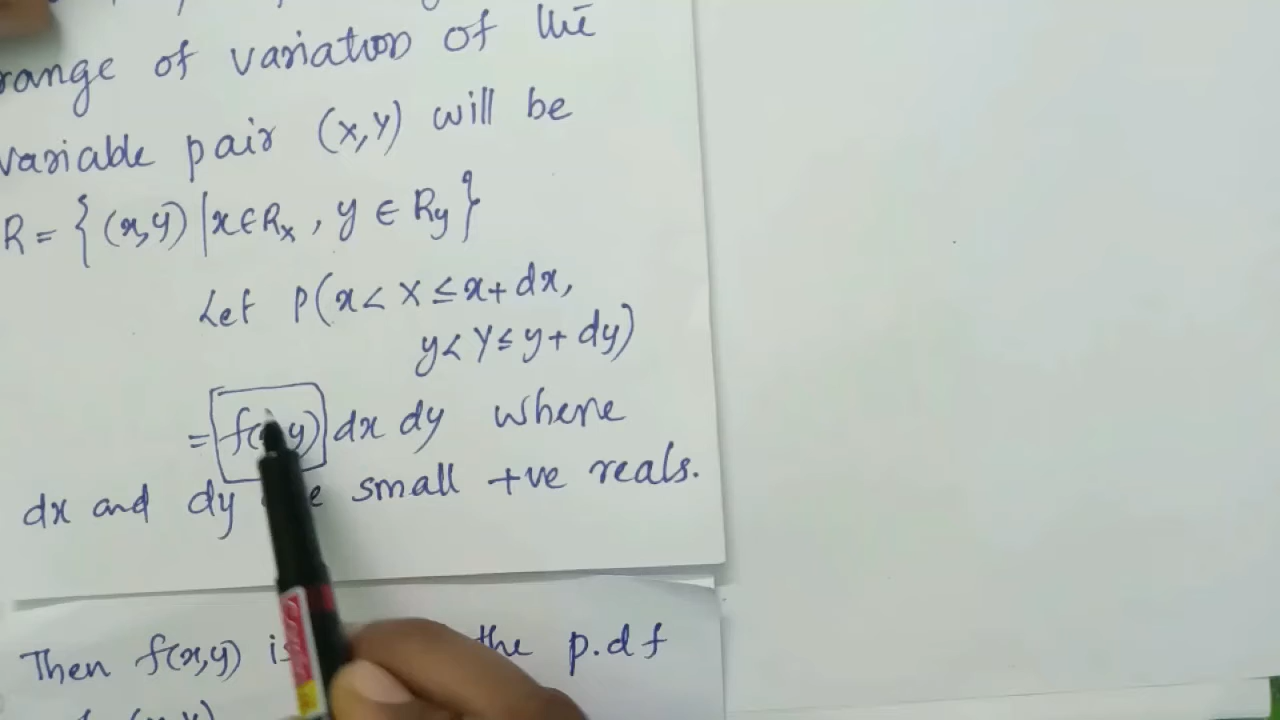 range of variation of the
variable pair (X,Y) will be
R = {(x,y) | x ∈ Rx , y ∈ Ry}
Let P(x < X ≤ x + dx,
y < Y ≤ y + dy)
= f( y) dx dy where
dx and dy small +ve reals.
Then f(x,y) is the p.d f